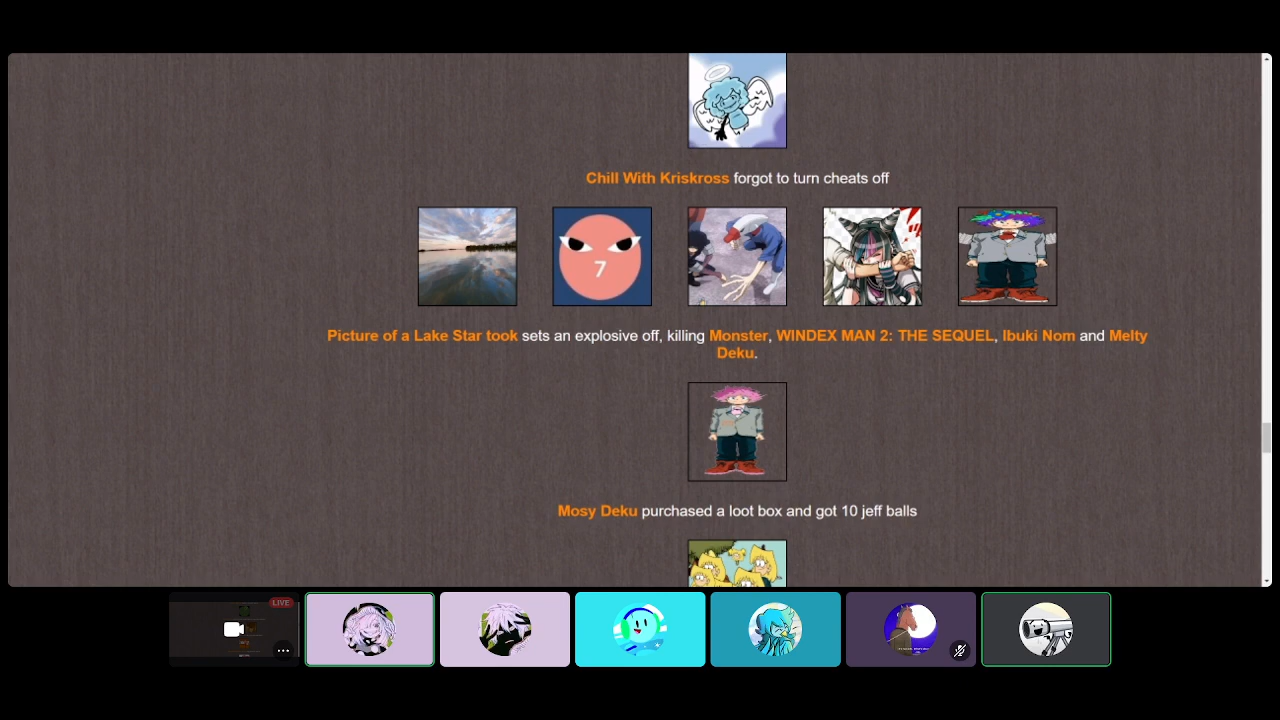 Chill With Kriskross forgot to turn cheats off
7
Picture of a Lake Star took sets an explosive off, killing Monster, WINDEX MAN 2: THE SEQUEL, Ibuki Nom and Melty
Deku.
Mosy Deku purchased a loot box and got 10 jeff balls
LIVE